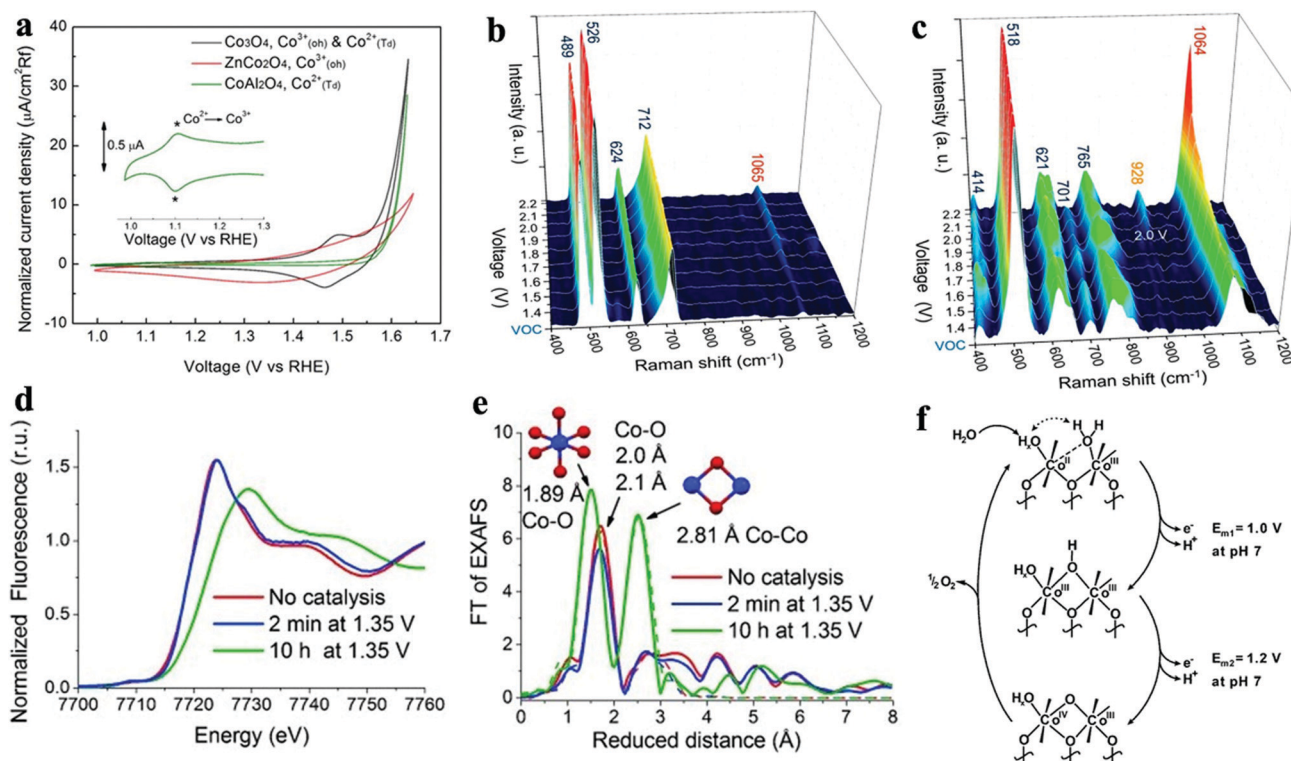 a
Normalized current density (μA/cm²Rf)
40
30
20
10
0
-10
Co₃O₄, Co³⁺(oh) & Co²⁺(Td)
ZnCo₂O₄, Co³⁺(oh)
CoAl₂O₄, Co²⁺(Td)
* Co²⁺ → Co³⁺
0.5 μA
*
1.0 1.1 1.2 1.3
Voltage (V vs RHE)
1.0 1.1 1.2 1.3 1.4 1.5 1.6 1.7
Voltage (V vs RHE)
b
Intensity (a. u.)
489
526
624
712
1065
2.2
2.1
2.0
1.9
1.8
1.7
1.6
1.5
1.4
VOC
Voltage (V)
400 500 600 700 800 900 1000 1100 1200
Raman shift (cm⁻¹)
c
Intensity (a. u.)
414
518
621
701
765
928
1064
2.0 V
2.2
2.1
2.0
1.9
1.8
1.7
1.6
1.5
1.4
VOC
Voltage (V)
400 500 600 700 800 900 1000 1100 1200
Raman shift (cm⁻¹)
d
Normalized Fluorescence (r.u.)
1.5
1.0
0.5
0.0
No catalysis
2 min at 1.35 V
10 h at 1.35 V
7700 7710 7720 7730 7740 7750 7760
Energy (eV)
e
FT of EXAFS
10
8
6
4
2
0
1.89 Å
Co-O
Co-O
2.0 Å
2.1 Å
2.81 Å Co-Co
No catalysis
2 min at 1.35 V
10 h at 1.35 V
0 1 2 3 4 5 6 7 8
Reduced distance (Å)
f
H₂O
HₓO H H O
Coᴵᴵ Coᴵᴵᴵ
O O O
e⁻
H⁺
Eₘ₁ = 1.0 V
at pH 7
H
HₓO O
Coᴵᴵᴵ Coᴵᴵᴵ
O O O
½ O₂
e⁻
H⁺
Eₘ₂ = 1.2 V
at pH 7
HₓO O
Coᴵⱽ Coᴵᴵᴵ
O O O